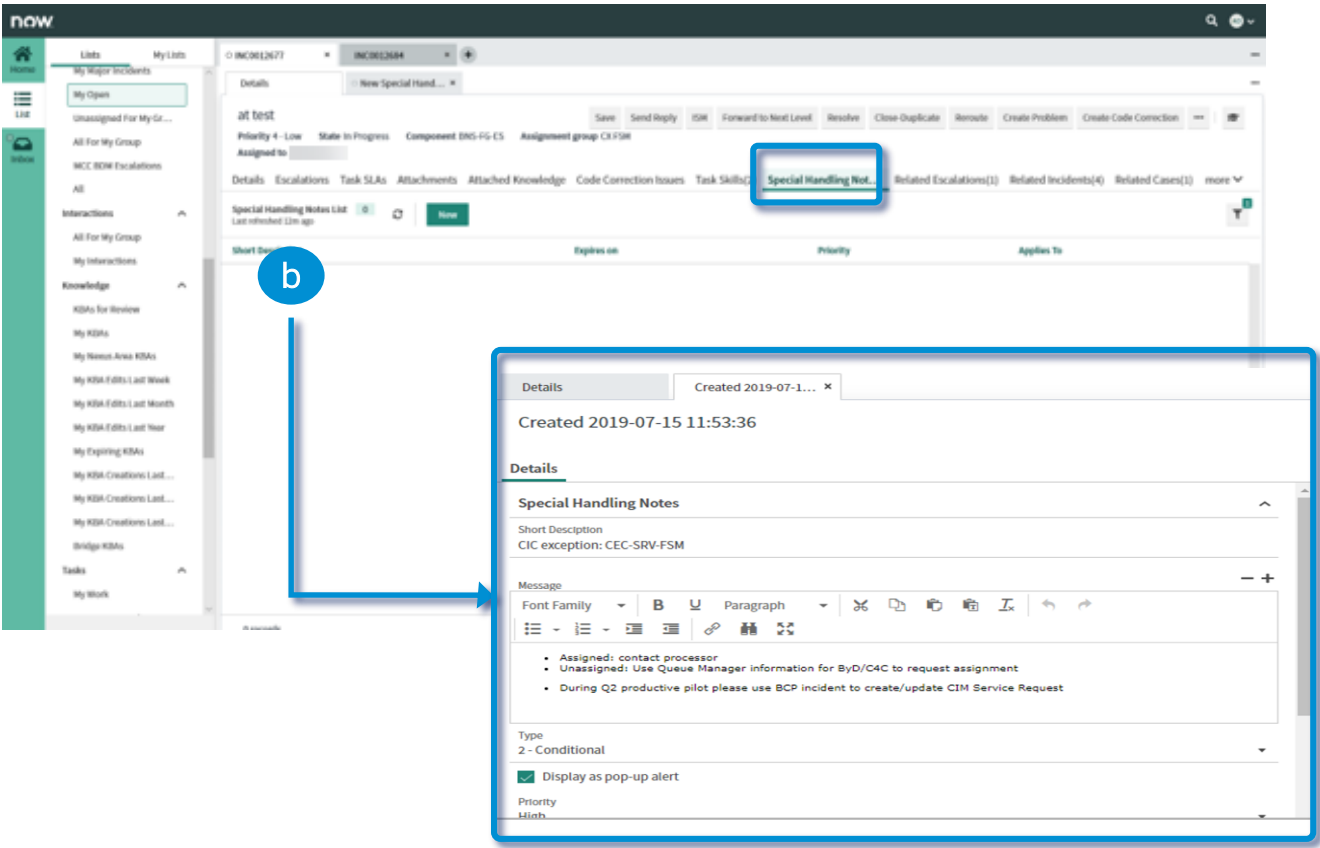 now
Home
List
Inbox
Lists My Lists
My Major Incidents
My Open
Unassigned For My Gr...
All For My Group
MCC BDM Escalations
All
Interactions
All For My Group
My Interactions
Knowledge
KBAs for Review
My KBAs
My Nexus Area KBAs
My KBA Edits Last Week
My KBA Edits Last Month
My KBA Edits Last Year
My Expiring KBAs
My KBA Creations Last ...
My KBA Creations Last ...
My KBA Creations Last ...
Bridge KBAs
Tasks
My Work
INC0012677 × INC0012684 ×
Details New Special Hand... ×
at test
Save Send Reply ISM Forward to Next Level Resolve Close-Duplicate Reroute Create Problem Create Code Correction
Priority 4 - Low State In Progress Component BNS-FG-CS Assignment group CX FSM
Assigned to
Details Escalations Task SLAs Attachments Attached Knowledge Code Correction Issues Task Skills(2 Special Handling Not... Related Escalations(1) Related Incidents(4) Related Cases(1) more
Special Handling Notes List 0 New
Last refreshed 12m ago
Expires on Priority Applies To
b
Details Created 2019-07-1... ×
Created 2019-07-15 11:53:36
Details
Special Handling Notes
Short Desciption
CIC exception: CEC-SRV-FSM
Message
Font Family B U Paragraph
• Assigned: contact processor
• Unassigned: Use Queue Manager information for ByD/C4C to request assignment
• During Q2 productive pilot please use BCP incident to create/update CIM Service Request
Type
2 - Conditional
Display as pop-up alert
Priority
High